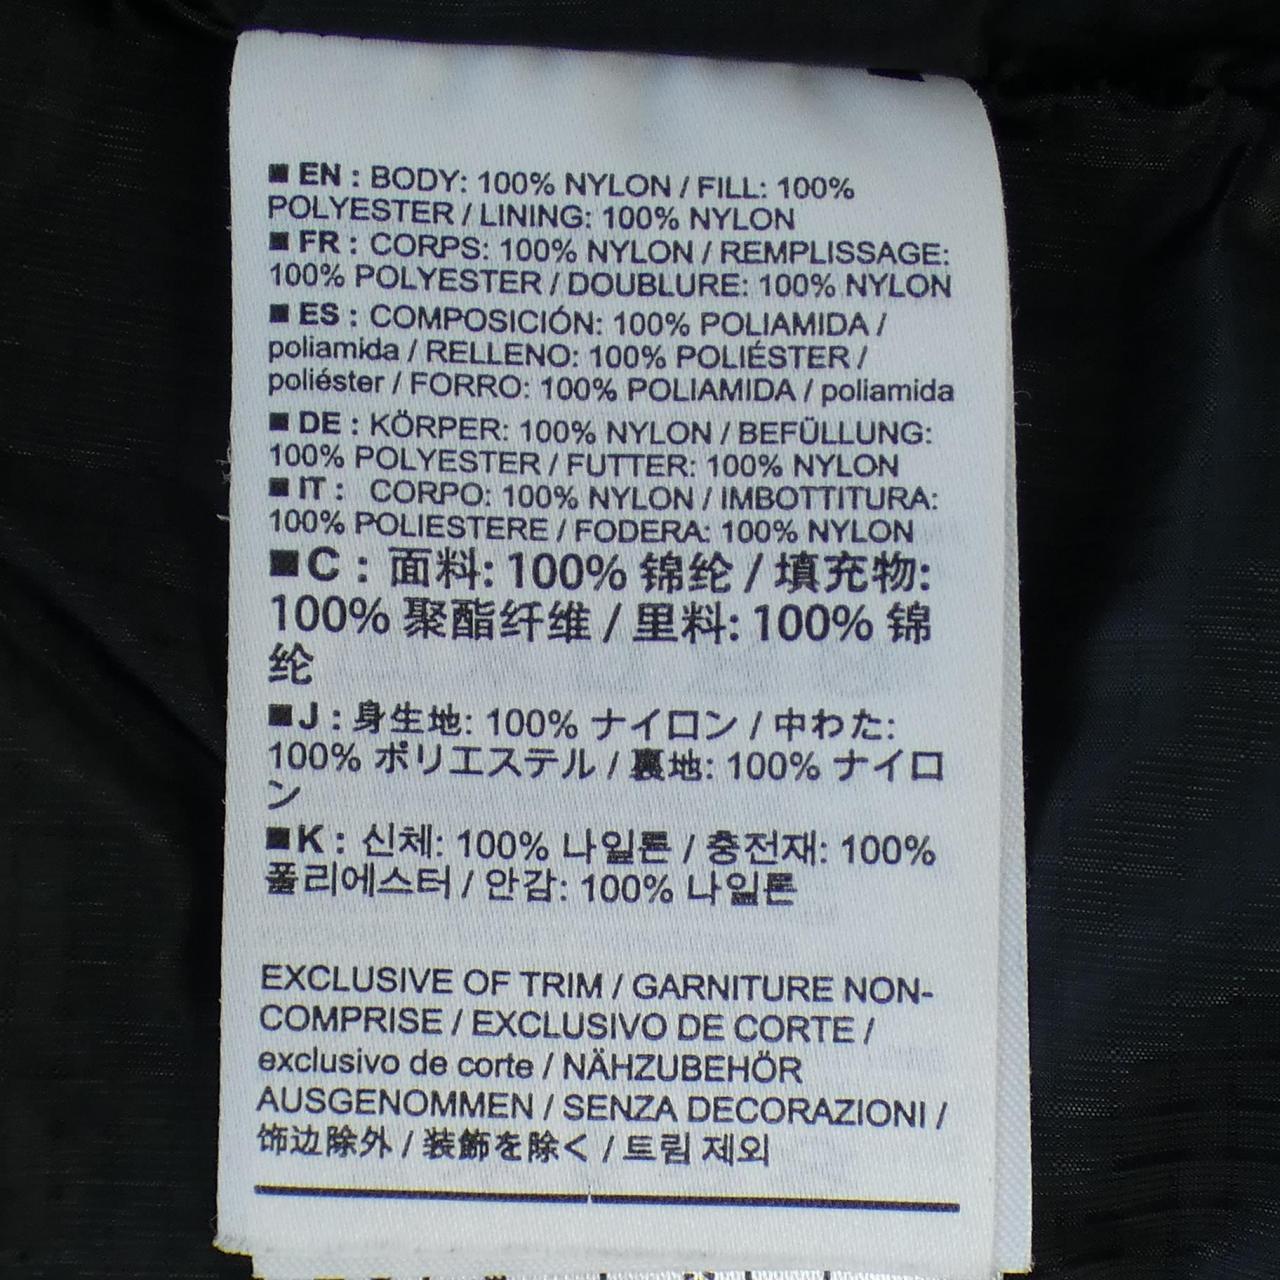 ■ EN : BODY: 100% NYLON / FILL: 100%
POLYESTER / LINING: 100% NYLON
■ FR : CORPS: 100% NYLON / REMPLISSAGE:
100% POLYESTER / DOUBLURE: 100% NYLON
■ ES : COMPOSICIÓN: 100% POLIAMIDA /
poliamida / RELLENO: 100% POLIÉSTER /
poliéster / FORRO: 100% POLIAMIDA / poliamida
■ DE : KÖRPER: 100% NYLON / BEFÜLLUNG:
100% POLYESTER / FUTTER: 100% NYLON
■ IT : CORPO: 100% NYLON / IMBOTTITURA:
100% POLIESTERE / FODERA: 100% NYLON
■ C : 面料: 100% 锦纶 / 填充物:
100% 聚酯纤维 / 里料: 100% 锦
纶
■ J : 身生地: 100% ナイロン / 中わた:
100% ポリエステル / 裏地: 100% ナイロ
ン
■ K : 신체: 100% 나일론 / 충전재: 100%
폴리에스터 / 안감: 100% 나일론
EXCLUSIVE OF TRIM / GARNITURE NON-
COMPRISE / EXCLUSIVO DE CORTE /
exclusivo de corte / NÄHZUBEHÖR
AUSGENOMMEN / SENZA DECORAZIONI /
饰边除外 / 装飾を除く / 트림 제외